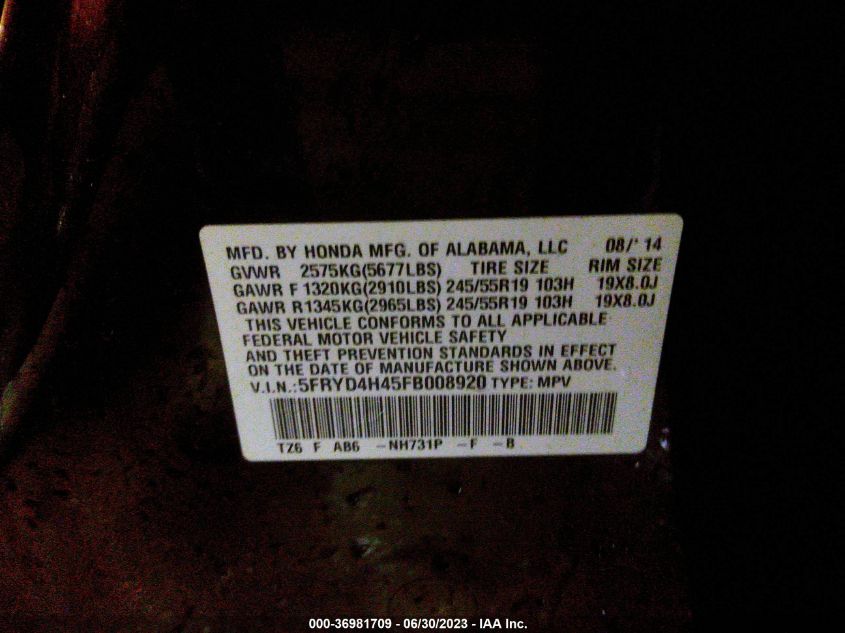 MFD. BY HONDA MFG. OF ALABAMA, LLC 08/' 14
GVWR 2575KG(5677LBS) TIRE SIZE RIM SIZE
GAWR F 1320KG(2910LBS) 245/55R19 103H 19X8.0J
GAWR R1345KG(2965LBS) 245/55R19 103H 19X8.0J
THIS VEHICLE CONFORMS TO ALL APPLICABLE
FEDERAL MOTOR VEHICLE SAFETY
AND THEFT PREVENTION STANDARDS IN EFFECT
ON THE DATE OF MANUFACTURE SHOWN ABOVE.
V.I.N.:5FRYD4H45FB008920 TYPE: MPV
TZ6 F AB6 -NH731P -F -B
000-36981709 - 06/30/2023 - IAA Inc.